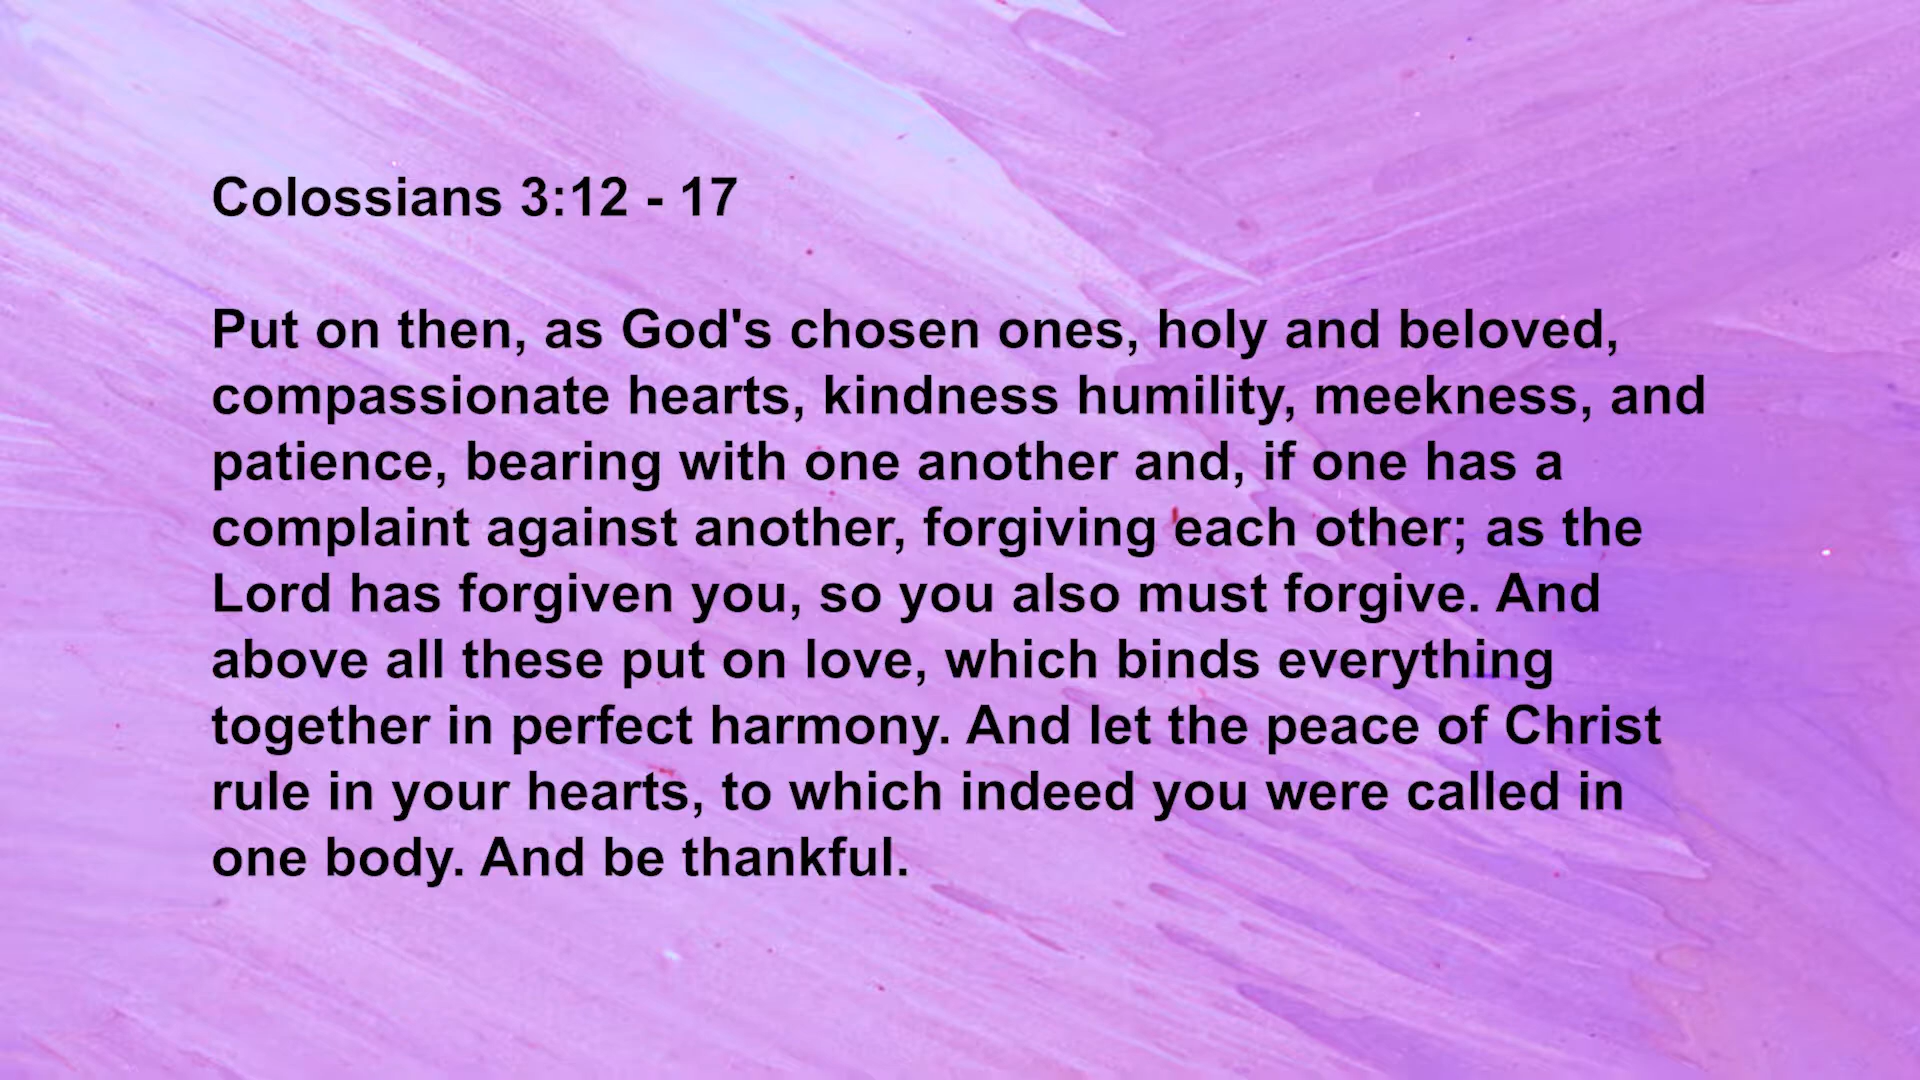 Colossians 3:12 - 17
Put on then, as God's chosen ones, holy and beloved,
compassionate hearts, kindness humility, meekness, and
patience, bearing with one another and, if one has a
complaint against another, forgiving each other; as the
Lord has forgiven you, so you also must forgive. And
above all these put on love, which binds everything
together in perfect harmony. And let the peace of Christ
rule in your hearts, to which indeed you were called in
one body. And be thankful.